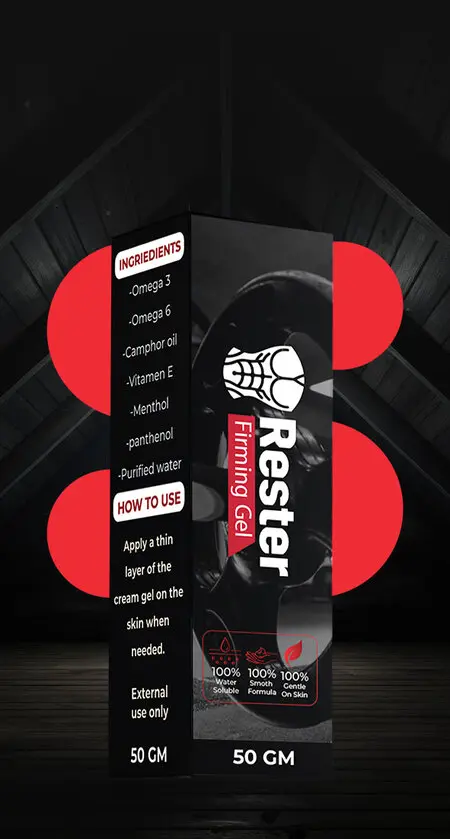 INGRIEDIENTS
-Omega 3
-Omega 6
-Camphor oil
-Vitamen E
-Menthol
-panthenol
-Purified water
HOW TO USE
Apply a thin
layer of the
cream gel on the
skin when
needed.
External
use only
50 GM
Rester
Firming Gel
100%
Water
Soluble
100%
Smoth
Formula
100%
Gentle
On Skin
50 GM